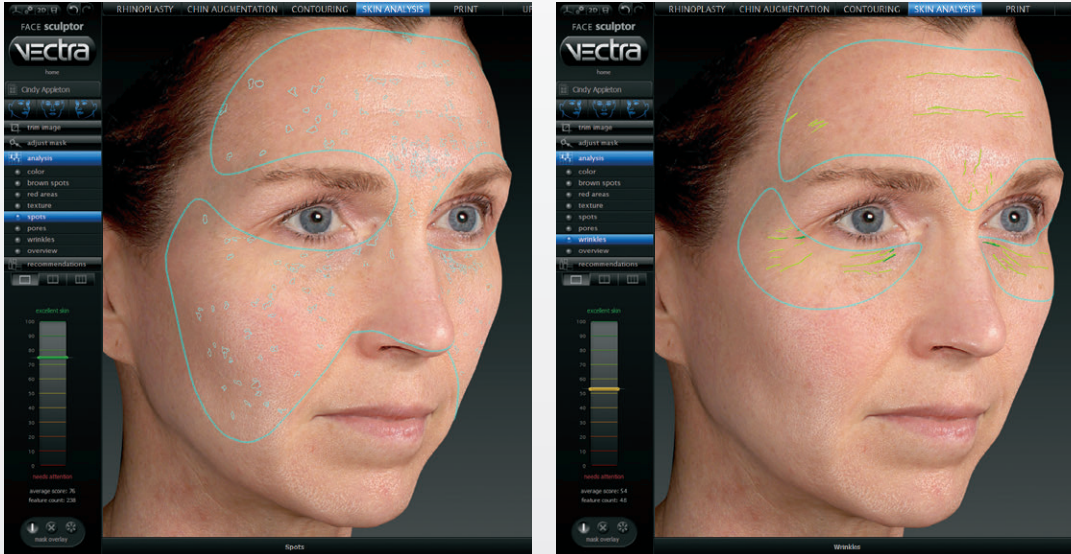 RHINOPLASTY CHIN AUGMENTATION CONTOURING SKIN ANALYSIS PRINT
FACE sculptor
vectra
home
Cindy Appleton
trim image
adjust mask
analysis
color
brown spots
red areas
texture
spots
pores
wrinkles
overview
recommendations
excellent skin
100
90
80
70
60
50
40
30
20
10
0
needs attention
average score: 76
feature count: 236
mask overlay
Spots
RHINOPLASTY CHIN AUGMENTATION CONTOURING SKIN ANALYSIS PRINT
FACE sculptor
vectra
home
Cindy Appleton
trim image
adjust mask
analysis
color
brown spots
red areas
texture
spots
pores
wrinkles
overview
recommendations
excellent skin
100
90
80
70
60
50
40
30
20
10
0
needs attention
average score: 54
feature count: 48
mask overlay
Wrinkles